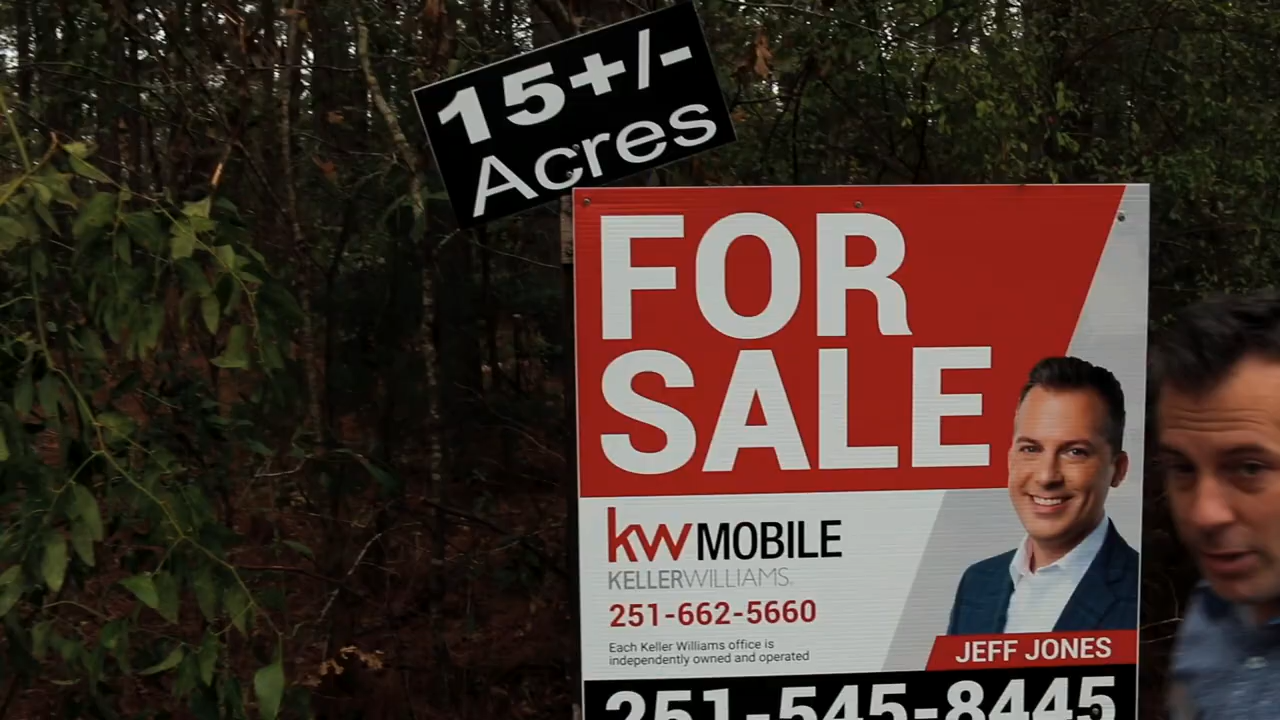 15+/-
Acres
FOR
SALE
kw MOBILE
KELLERWILLIAMS.
251-662-5660
Each Keller Williams office is
independently owned and operated
JEFF JONES
251-545-8445